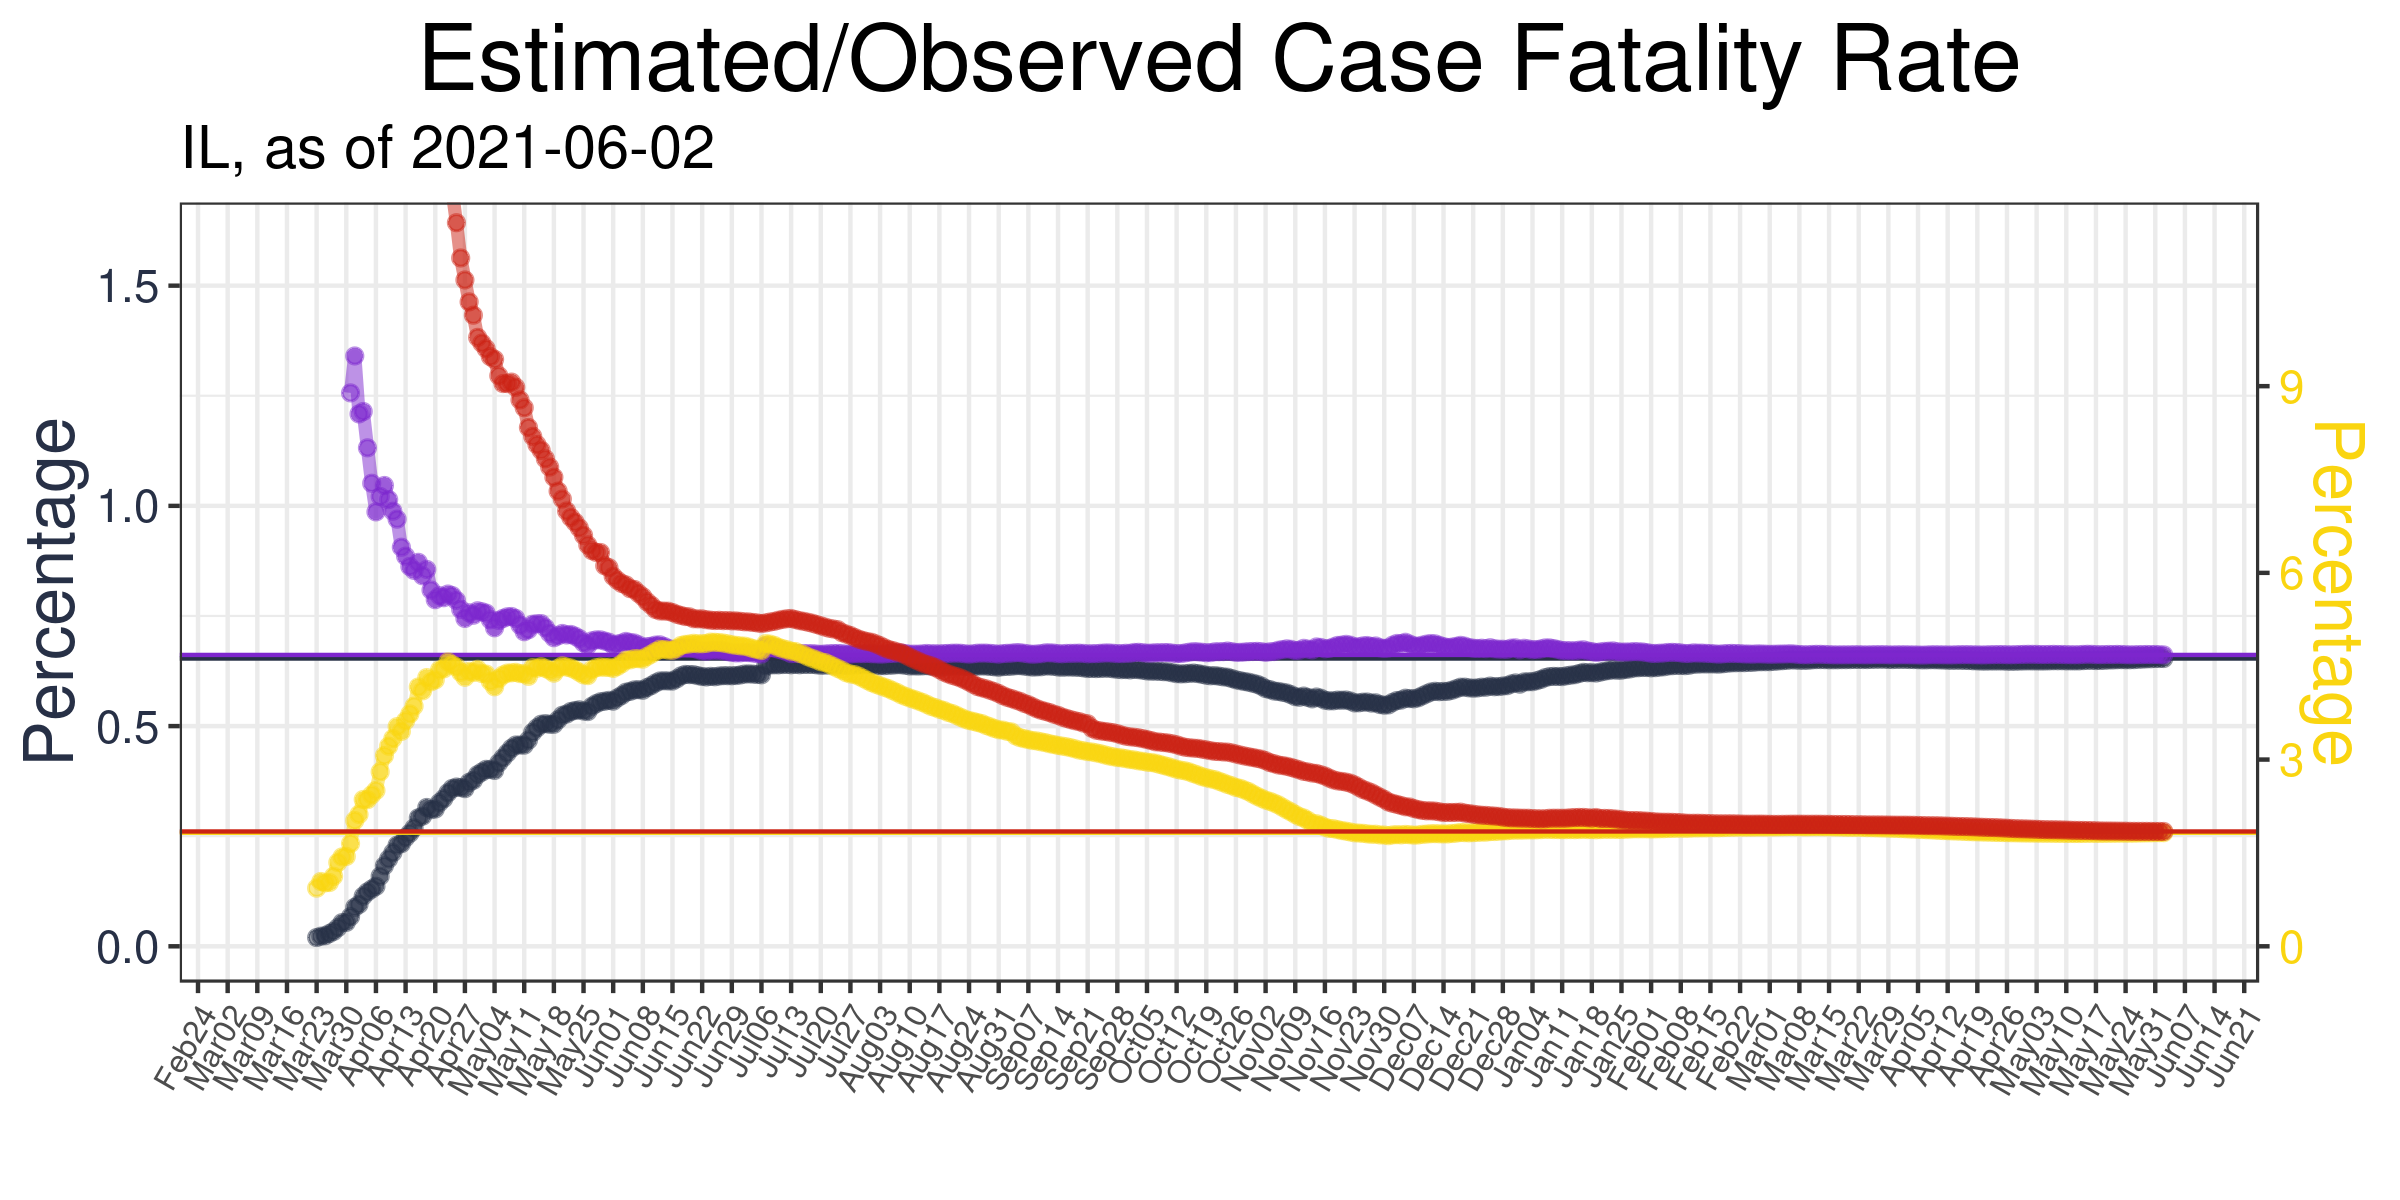 Estimated/Observed Case Fatality Rate
IL, as of 2021-06-02
Percentage
1.5
1.0
0.5
0.0
9
6
3
0
Percentage
Feb24
Mar02
Mar09
Mar16
Mar23
Mar30
Apr06
Apr13
Apr20
Apr27
May04
May11
May18
May25
Jun01
Jun08
Jun15
Jun22
Jun29
Jul06
Jul13
Jul20
Jul27
Aug03
Aug10
Aug17
Aug24
Aug31
Sep07
Sep14
Sep21
Sep28
Oct05
Oct12
Oct19
Oct26
Nov02
Nov09
Nov16
Nov23
Nov30
Dec07
Dec14
Dec21
Dec28
Jan04
Jan11
Jan18
Jan25
Feb01
Feb08
Feb15
Feb22
Mar01
Mar08
Mar15
Mar22
Mar29
Apr05
Apr12
Apr19
Apr26
May03
May10
May17
May24
May31
Jun07
Jun14
Jun21